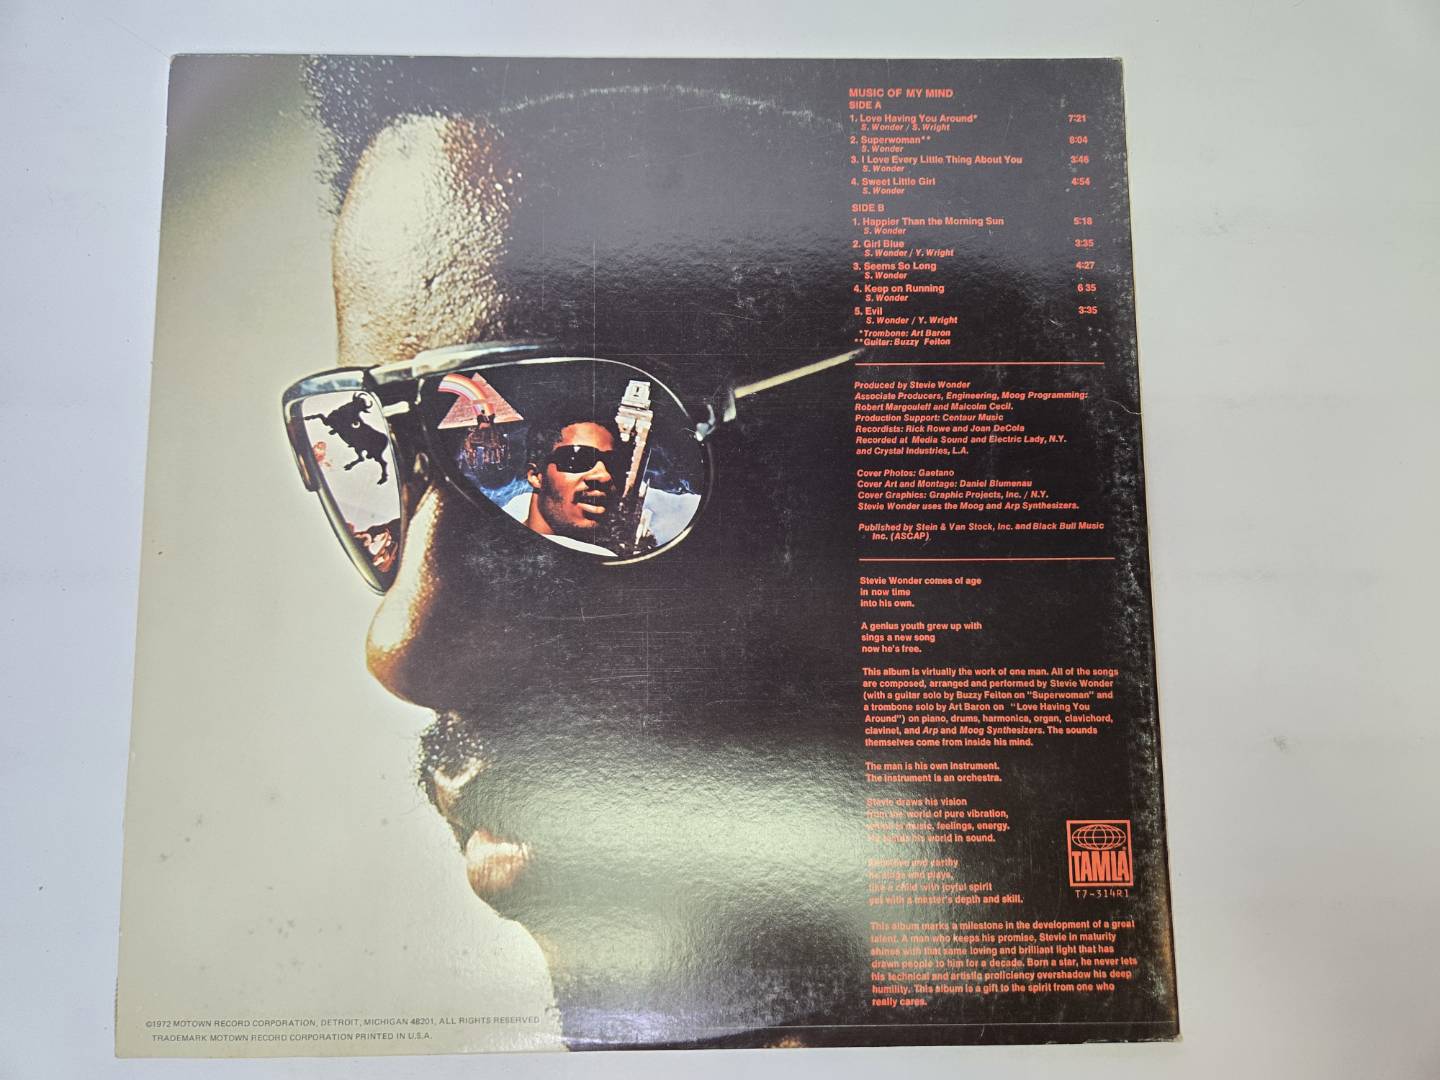 MUSIC OF MY MIND
SIDE A
1. Love Having You Around* 7:21
S. Wonder / S. Wright
2. Superwoman** 8:04
S. Wonder
3. I Love Every Little Thing About You 3:46
S. Wonder
4. Sweet Little Girl 4:54
S. Wonder
SIDE B
1. Happier Than the Morning Sun 5:18
S. Wonder
2. Girl Blue 3:35
S. Wonder / Y. Wright
3. Seems So Long 4:27
S. Wonder
4. Keep on Running 6 35
S. Wonder
5. Evil 3:35
S. Wonder / Y. Wright
*Trombone: Art Baron
**Guitar: Buzzy Feiton
Produced by Stevie Wonder
Associate Producers, Engineering, Moog Programming:
Robert Margouleff and Malcolm Cecil.
Production Support: Centaur Music
Recordists: Rick Rowe and Joan DeCola
Recorded at Media Sound and Electric Lady, N.Y.
and Crystal Industries, L.A.
Cover Photos: Gaetano
Cover Art and Montage: Daniel Blumenau
Cover Graphics: Graphic Projects, Inc. / N.Y.
Stevie Wonder uses the Moog and Arp Synthesizers.
Published by Stein & Van Stock, Inc. and Black Bull Music
Inc. (ASCAP)
Stevie Wonder comes of age
in now time
into his own.
A genius youth grew up with
sings a new song
now he's free.
This album is virtually the work of one man. All of the songs
are composed, arranged and performed by Stevie Wonder
(with a guitar solo by Buzzy Feiton on "Superwoman" and
a trombone solo by Art Baron on "Love Having You
Around") on piano, drums, harmonica, organ, clavichord,
clavinet, and Arp and Moog Synthesizers. The sounds
themselves come from inside his mind.
The man is his own instrument.
The instrument is an orchestra.
Stevie draws his vision
from the world of pure vibration,
music, feelings, energy.
his world in sound.
and earthy
he sings and plays,
like a child with joyful spirit
yet with a master's depth and skill.
This album marks a milestone in the development of a great
talent. A man who keeps his promise, Stevie in maturity
shines with that same loving and brilliant light that has
drawn people to him for a decade. Born a star, he never lets
his technical and artistic proficiency overshadow his deep
humility. This album is a gift to the spirit from one who
really cares.
TAMLA
T7-314R1
©1972 MOTOWN RECORD CORPORATION, DETROIT, MICHIGAN 48201, ALL RIGHTS RESERVED
TRADEMARK MOTOWN RECORD CORPORATION PRINTED IN U.S.A.